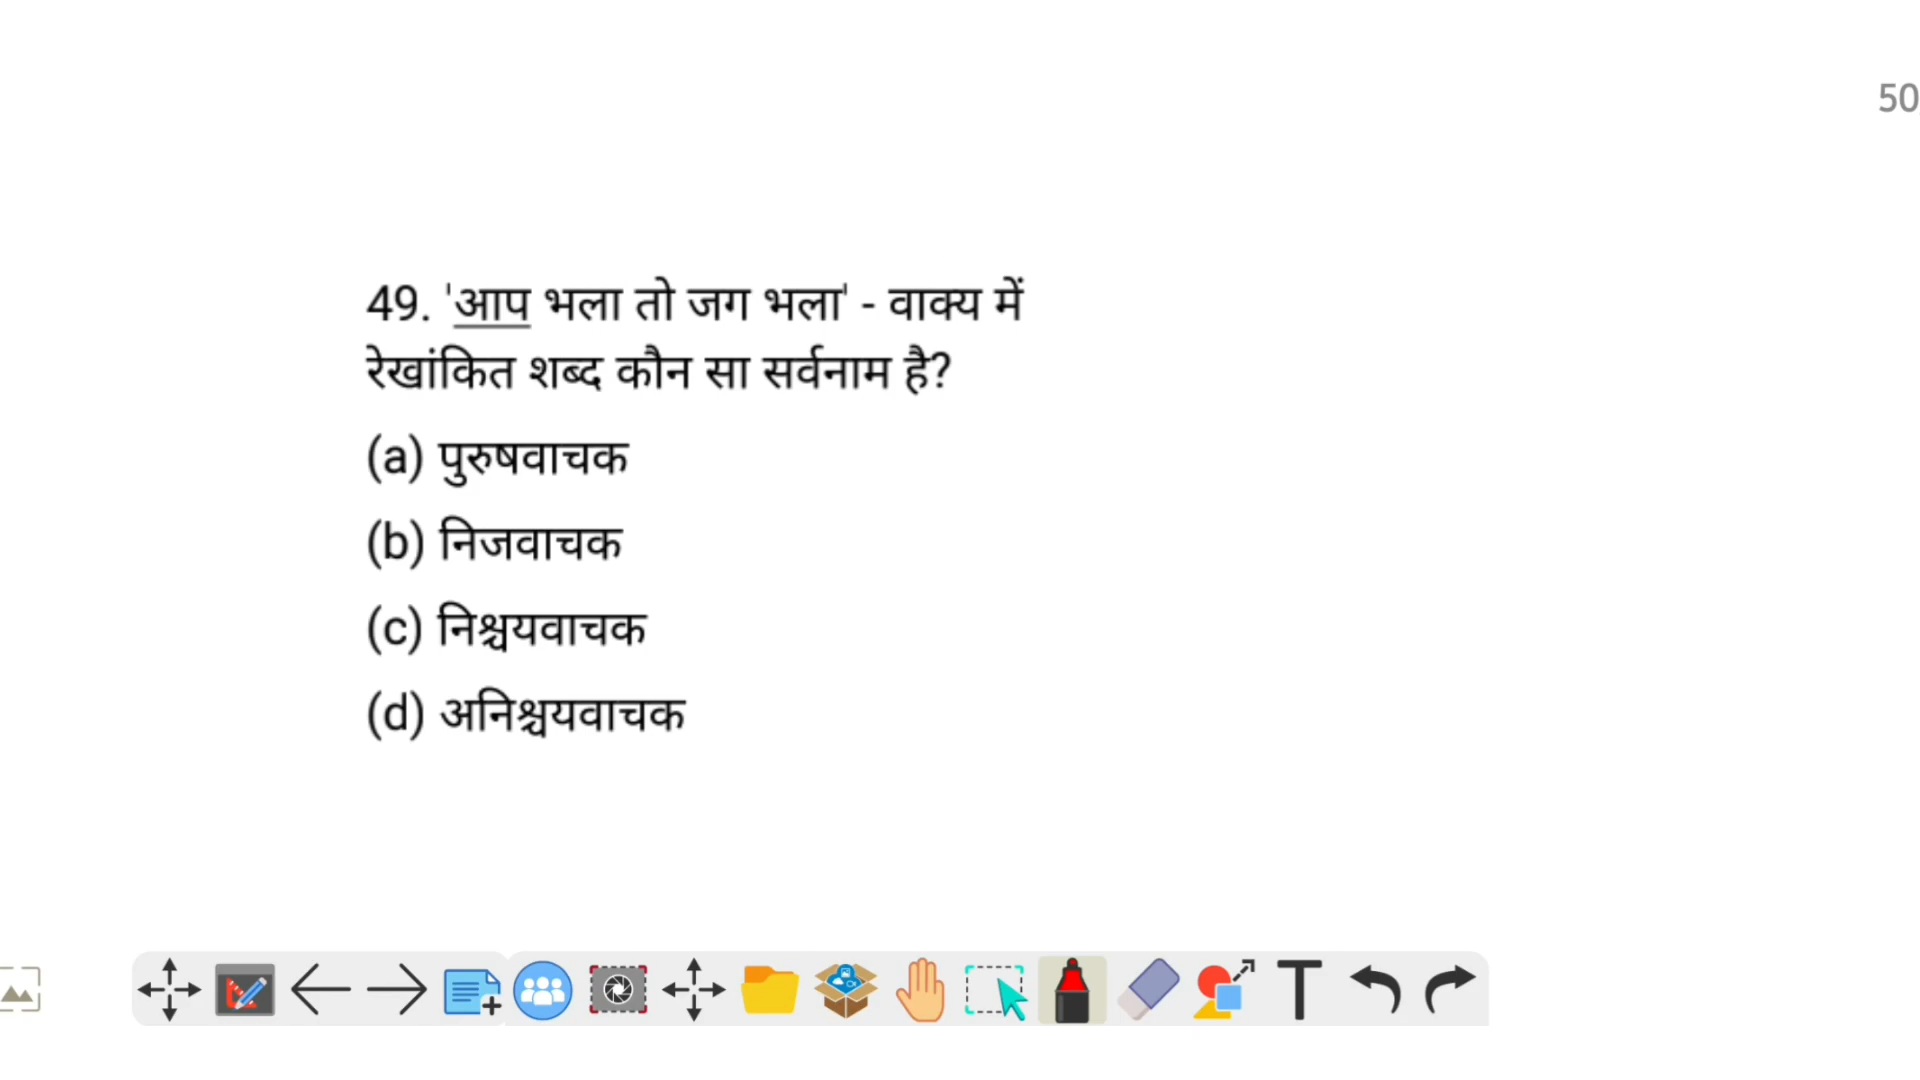 50
49. 'आप भला तो जग भला' - वाक्य में
रेखांकित शब्द कौन सा सर्वनाम है?
(a) पुरुषवाचक
(b) निजवाचक
(c) निश्चयवाचक
(d) अनिश्चयवाचक